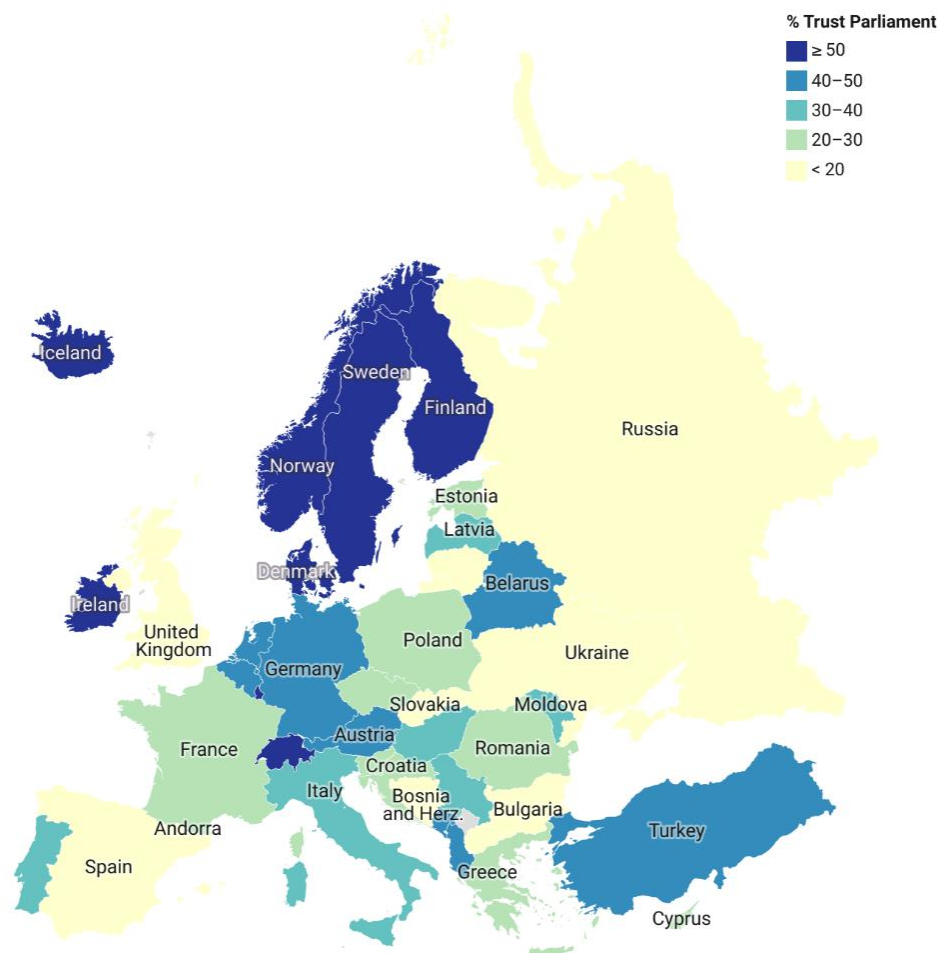 % Trust Parliament
≥ 50
40–50
30–40
20–30
< 20
Iceland
Sweden
Finland
Russia
Norway
Estonia
Latvia
Denmark
Belarus
Ireland
United
Kingdom
Poland
Ukraine
Germany
Slovakia
Moldova
Austria
France
Romania
Croatia
Italy
Bosnia
and Herz.
Bulgaria
Andorra
Turkey
Spain
Greece
Cyprus